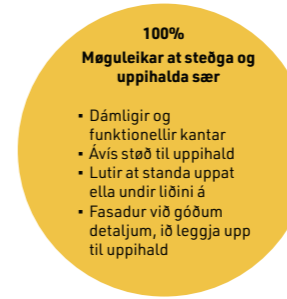 100%
Møguleikar at steðga og
uppihalda sær
▪ Dámligir og
funktionellir kantar
▪ Ávís støð til uppihald
▪ Lutir at standa uppat
ella undir liðini á
▪ Fasadur við góðum
detaljum, ið leggja upp
til uppihald